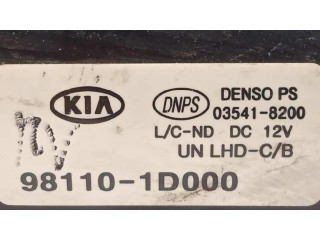 KIA
DNPS
DENSO PS
03541-8200
L/C-ND DC 12V
UN LHD-C/B
98110-1D000